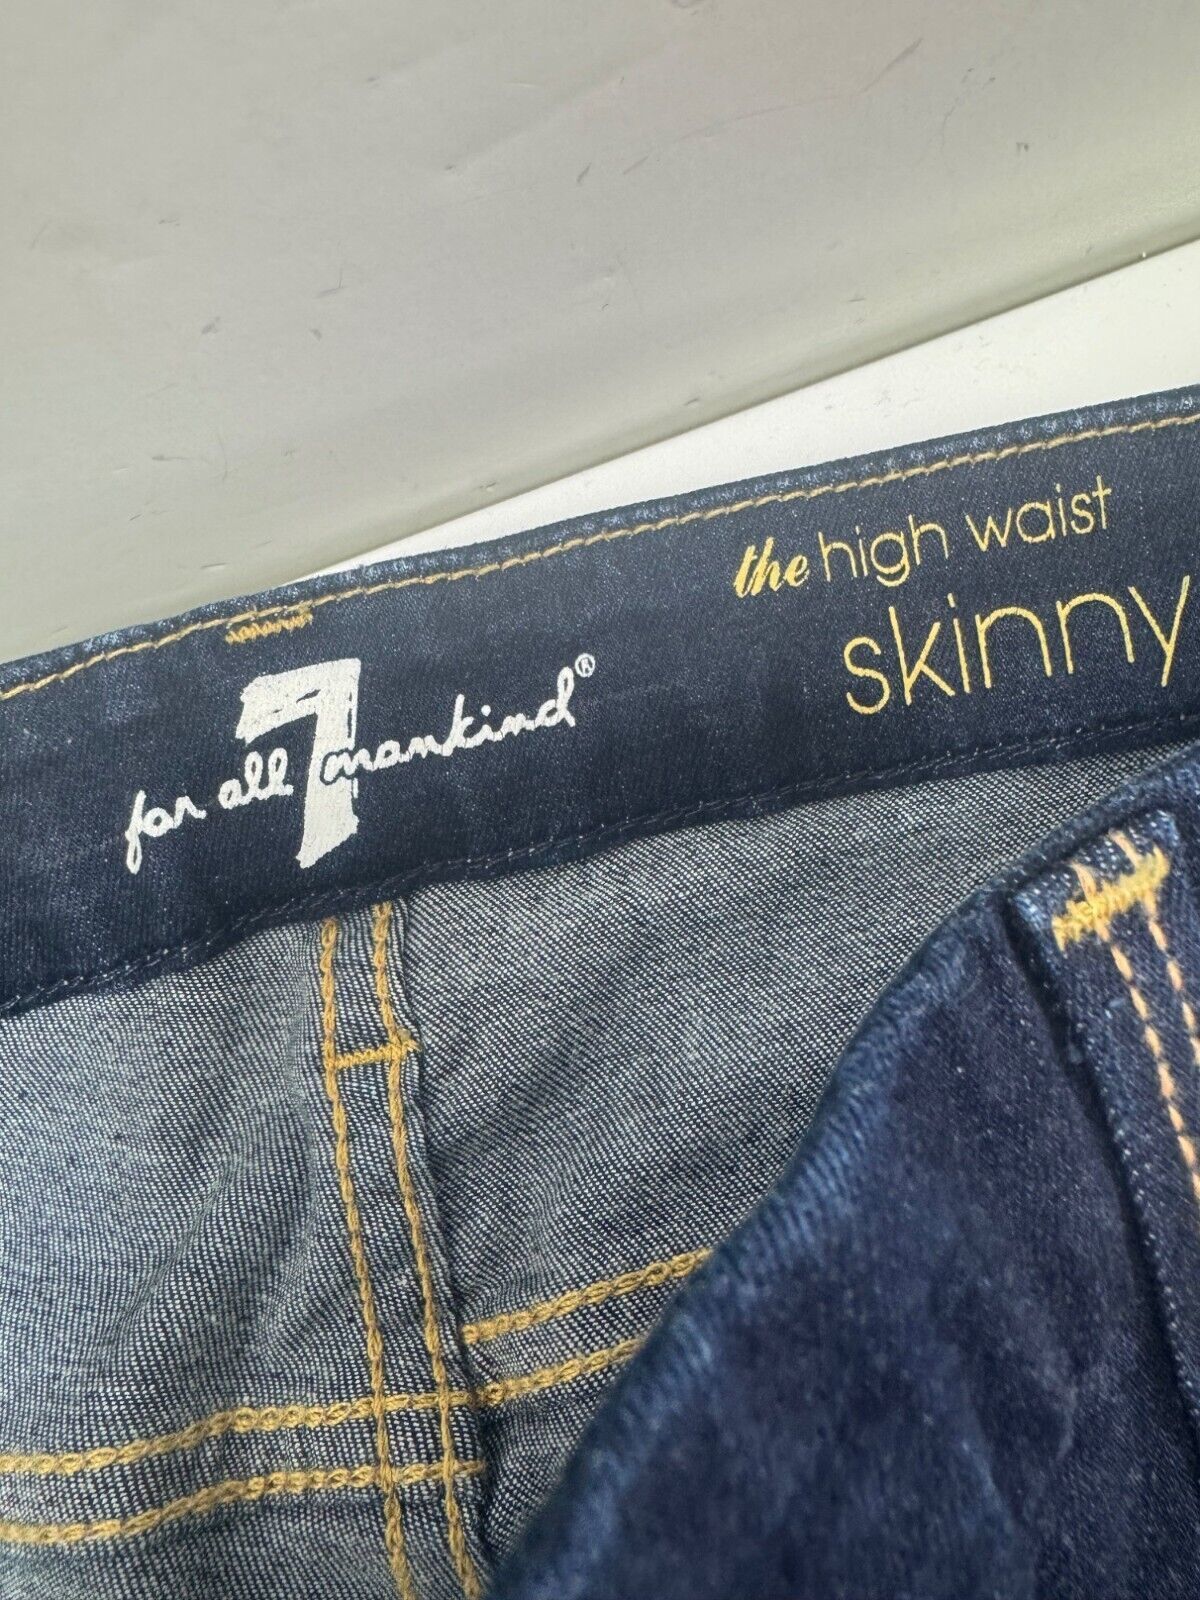 7
for all mankind®
the high waist
skinny